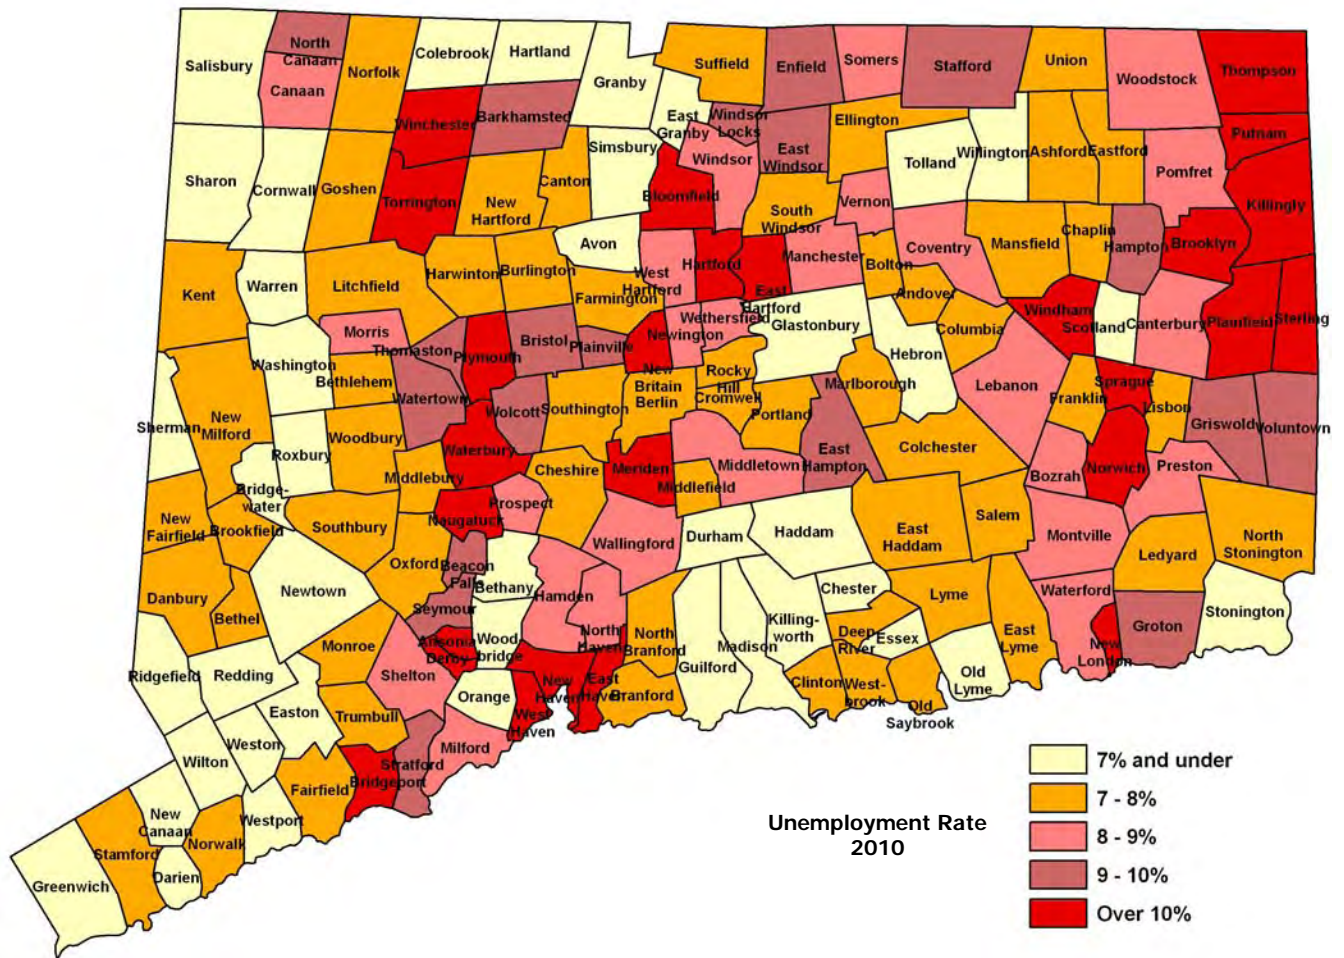 Salisbury
North
Canaan
Canaan
Norfolk
Colebrook
Hartland
Granby
Suffield
Enfield
Somers
Stafford
Union
Woodstock
Thompson
Winchester
Barkhamsted
East
Granby
Windsor
Locks
East
Windsor
Ellington
Tolland
Willington
Ashford
Eastford
Putnam
Pomfret
Killingly
Sharon
Cornwall
Goshen
Torrington
New
Hartford
Canton
Simsbury
Bloomfield
Windsor
South
Windsor
Vernon
Coventry
Mansfield
Chaplin
Hampton
Brooklyn
Kent
Warren
Litchfield
Harwinton
Burlington
Avon
Farmington
West
Hartford
Hartford
East
Hartford
Manchester
Bolton
Andover
Columbia
Windham
Scotland
Canterbury
Plainfield
Sterling
Morris
Washington
Bethlehem
Thomaston
Watertown
Plymouth
Bristol
Plainville
New
Britain
Newington
Wethersfield
Glastonbury
Rocky
Hill
Hebron
Marlborough
Lebanon
Franklin
Sprague
Lisbon
Griswold
Voluntown
Sherman
New
Milford
Roxbury
Woodbury
Wolcott
Southington
Berlin
Cromwell
Portland
East
Hampton
Colchester
Bozrah
Norwich
Preston
Bridge-
water
Middlebury
Waterbury
Cheshire
Meriden
Middlefield
Middletown
New
Fairfield
Brookfield
Southbury
Naugatuck
Prospect
Wallingford
Durham
Haddam
East
Haddam
Salem
Montville
Ledyard
North
Stonington
Danbury
Bethel
Newtown
Oxford
Beacon
Falls
Bethany
Hamden
Chester
Lyme
Waterford
Groton
Stonington
Seymour
Ansonia
Derby
Wood
bridge
North
Haven
North
Branford
Guilford
Madison
Killing-
worth
Deep
River
Essex
East
Lyme
New
London
Ridgefield
Redding
Monroe
Shelton
Orange
New
Haven
West
Haven
East
Haven
Branford
Clinton
West-
brook
Old
Saybrook
Old
Lyme
Easton
Trumbull
Weston
Wilton
Milford
Stratford
Bridgeport
Fairfield
Westport
New
Canaan
Norwalk
Stamford
Darien
Greenwich
Unemployment Rate
2010
7% and under
7 - 8%
8 - 9%
9 - 10%
Over 10%